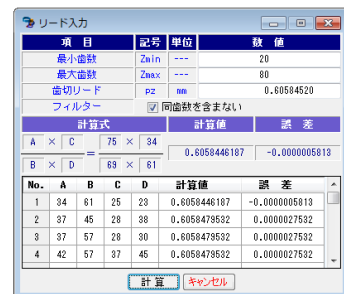 リード入力
項 目 記号 単位 数 値
最小歯数 Zmin --- 20
最大歯数 Zmax --- 80
歯切リード pz mm 0.60584520
フィルター 同歯数を含まない
計算式 計算値 誤 差
A × C = 75 × 34 0.6058446187 -0.0000005813
B × D 69 × 61
No. A B C D 計算値 誤 差
1 34 61 25 23 0.6058446187 -0.0000005813
2 37 45 28 38 0.6058479532 0.0000027532
3 37 57 28 30 0.6058479532 0.0000027532
4 42 57 37 45 0.6058479532 0.0000027532
計 算 キャンセル